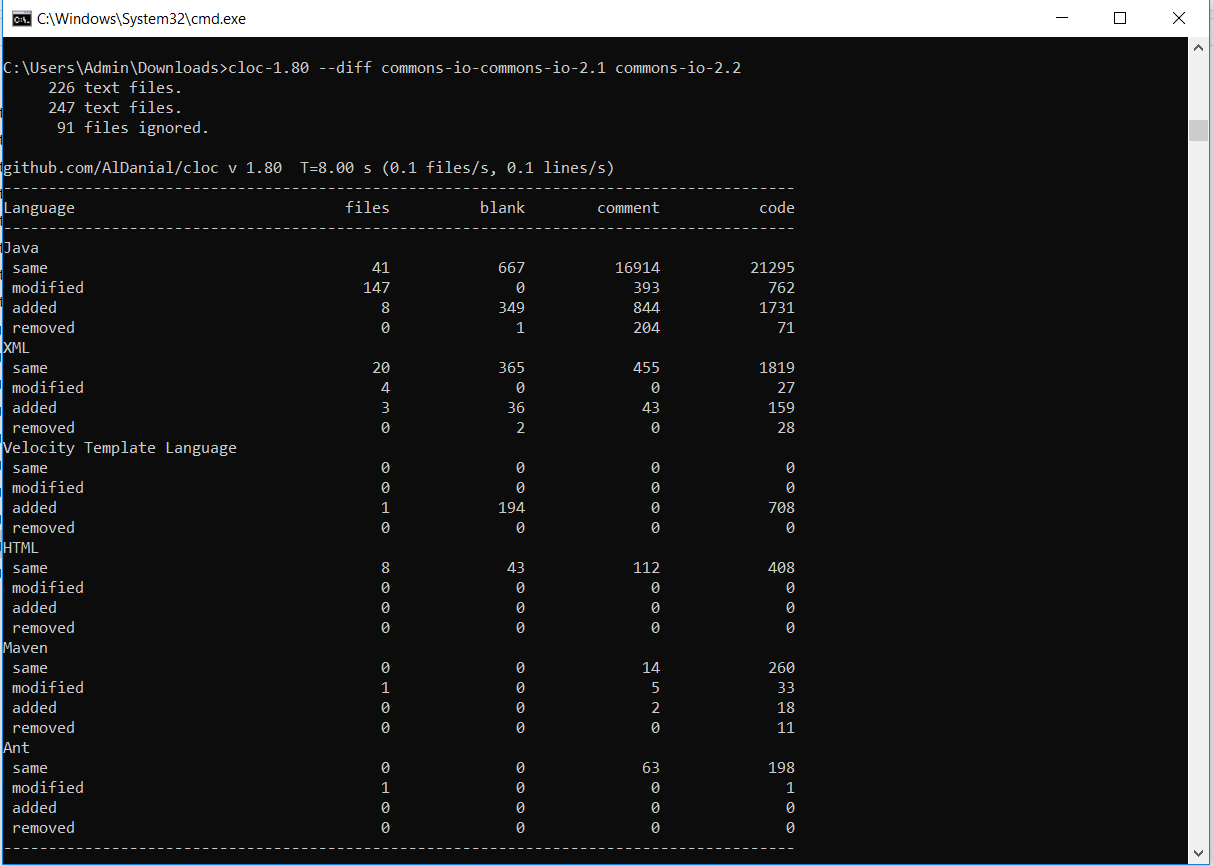 C:\Windows\System32\cmd.exe
C:\Users\Admin\Downloads>cloc-1.80 --diff commons-io-commons-io-2.1 commons-io-2.2
226 text files.
247 text files.
91 files ignored.
github.com/AlDanial/cloc v 1.80  T=8.00 s (0.1 files/s, 0.1 lines/s)
----------------------------------------------------------------------------------------
Language files blank comment code
----------------------------------------------------------------------------------------
Java
same 41 667 16914 21295
modified 147 0 393 762
added 8 349 844 1731
removed 0 1 204 71
XML
same 20 365 455 1819
modified 4 0 0 27
added 3 36 43 159
removed 0 2 0 28
Velocity Template Language
same 0 0 0 0
modified 0 0 0 0
added 1 194 0 708
removed 0 0 0 0
HTML
same 8 43 112 408
modified 0 0 0 0
added 0 0 0 0
removed 0 0 0 0
Maven
same 0 0 14 260
modified 1 0 5 33
added 0 0 2 18
removed 0 0 0 11
Ant
same 0 0 63 198
modified 1 0 0 1
added 0 0 0 0
removed 0 0 0 0
----------------------------------------------------------------------------------------